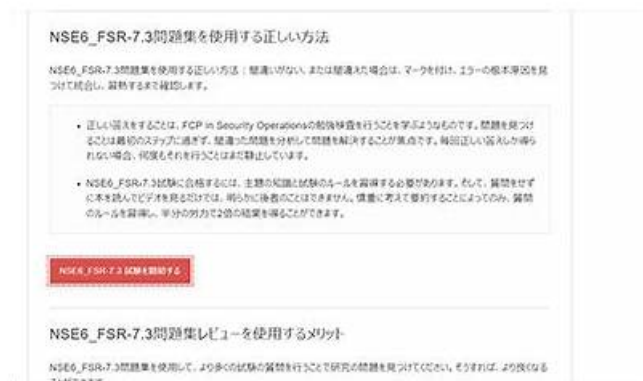 NSE6_FSR-7.3問題集を使用する正しい方法
NSE6_FSR-7.3問題集を使用する正しい方法：間違いがない、または間違えた場合は、マークを付け、エラーの根本原因を見
つけて統合し、習熟するまで確認します。
正しい答えをすることは、FCP in Security Operationsの勉強検査を行うことを学ぶようなものです。問題を見つけ
ることは最初のステップに過ぎず、間違った問題を分析して問題を解決することが焦点です。毎回正しい答えしか得ら
れない場合、何度もそれを行うことはまだ静止しています。
NSE6_FSR-7.3試験に合格するには、主題の知識と試験のルールを習得する必要があります。そして、質問をせず
に本を読んでビデオを見るだけでは、明らかに後者のことはできません。慎重に考えて要約することによってのみ、質問
のルールを習得し、半分の労力で2倍の結果を得ることができます。
NSE6_FSR-7.3 試験を開始する
NSE6_FSR-7.3問題集レビューを使用するメリット
NSE6_FSR-7.3問題集を使用して、より多くの試験の質問を行うことで研究の問題を見つけてください。そうすれば、より良くなる